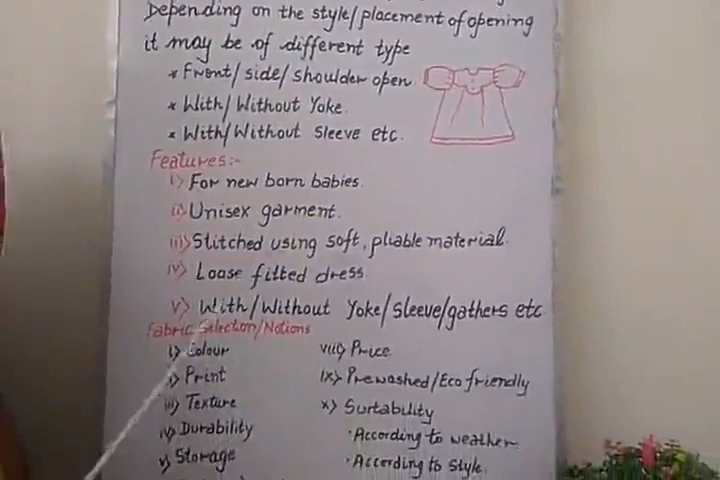 Depending on the style/placement of opening
it may be of different type
* Front/side/shoulder open.
* With/Without Yoke.
* With/Without Sleeve etc.
Features:-
i) For new born babies.
ii) Unisex garment.
iii) Stitched using soft, pliable material.
iv) Loose fitted dress.
v) With/Without Yoke/Sleeve/gathers etc
Fabric Selection/Notions
i) Colour
ii) Print
iii) Texture
iv) Durability
v) Storage
viii) Price
ix) Prewashed/Eco friendly
x) Surtability
·According to weather
·According to Style.